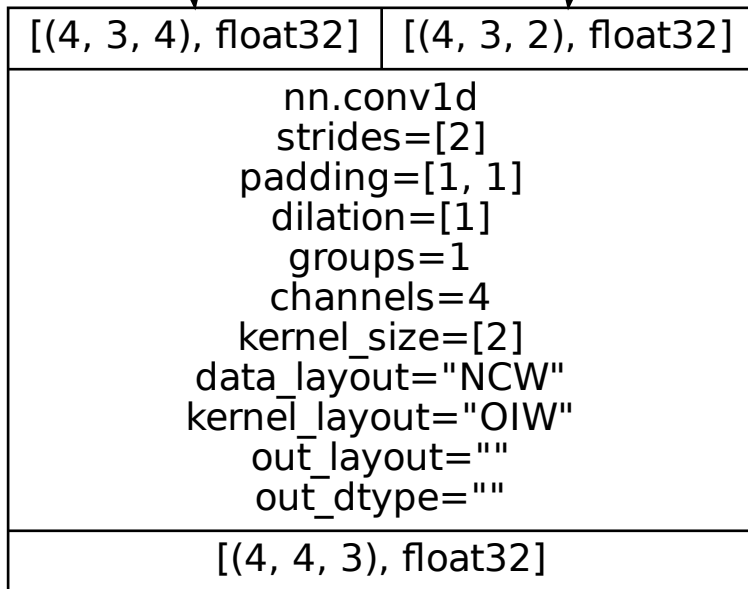 [(4, 3, 4), float32] [(4, 3, 2), float32]
nn.conv1d
strides=[2]
padding=[1, 1]
dilation=[1]
groups=1
channels=4
kernel_size=[2]
data_layout="NCW"
kernel_layout="OIW"
out_layout=""
out_dtype=""
[(4, 4, 3), float32]